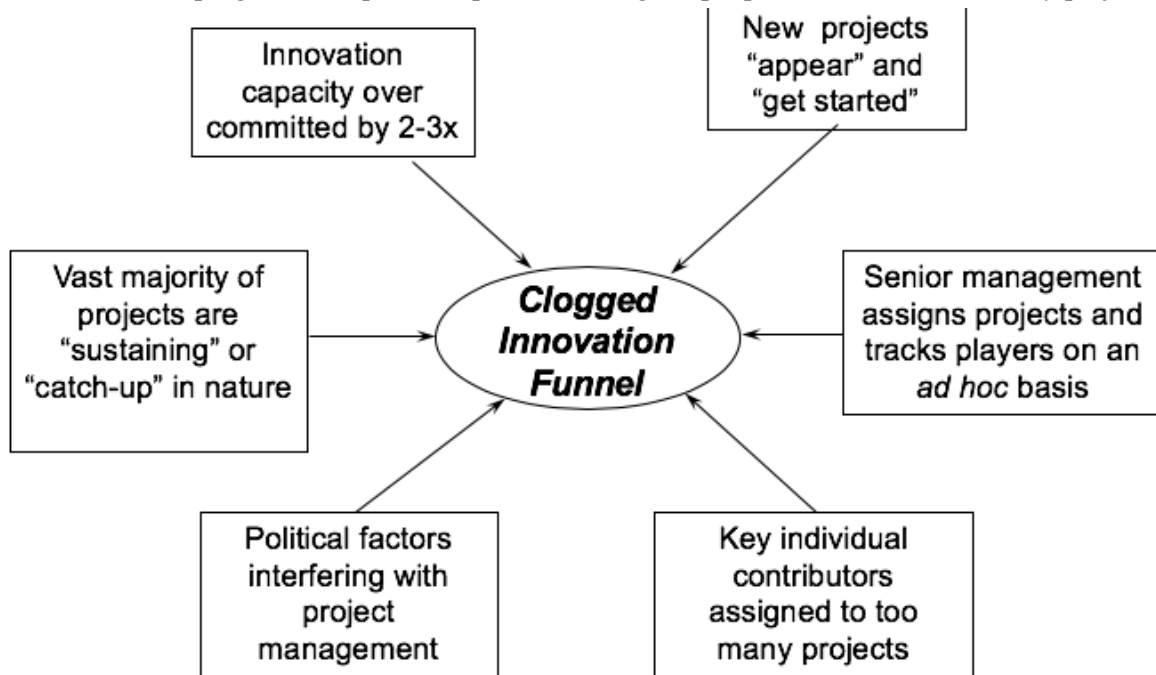 Innovation
capacity over
committed by 2-3x
New projects
“appear” and
“get started”
Vast majority of
projects are
“sustaining” or
“catch-up” in nature
Clogged
Innovation
Funnel
Senior management
assigns projects and
tracks players on an
ad hoc basis
Political factors
interfering with
project
management
Key individual
contributors
assigned to too
many projects